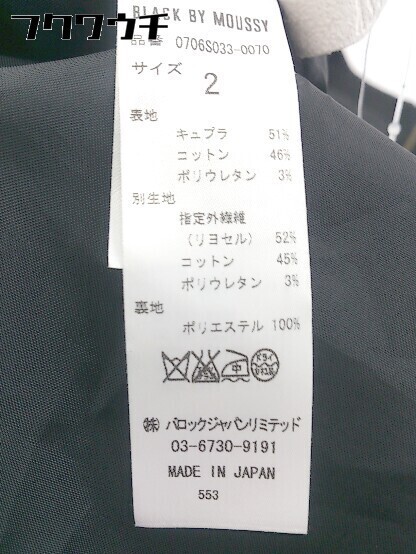 フクウウチ
BLACK BY MOUSSY
品番 0706S033-0070
サイズ
2
表地
キュプラ 51%
コットン 46%
ポリウレタン 3%
別生地
指定外繊維
(リヨセル) 52%
コットン 45%
ポリウレタン 3%
裏地
ポリエステル 100%
ドライ
㈱ バロックジャパンリミテッド
03-6730-9191
MADE IN JAPAN
553